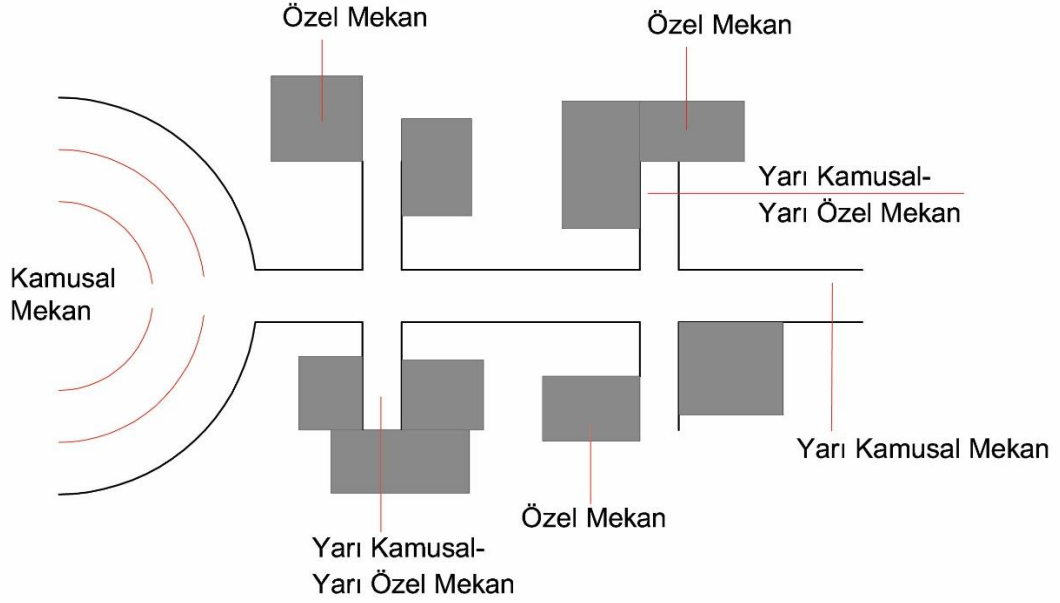 Özel Mekan
Özel Mekan
Yarı Kamusal-
Yarı Özel Mekan
Kamusal
Mekan
Yarı Kamusal Mekan
Özel Mekan
Yarı Kamusal-
Yarı Özel Mekan